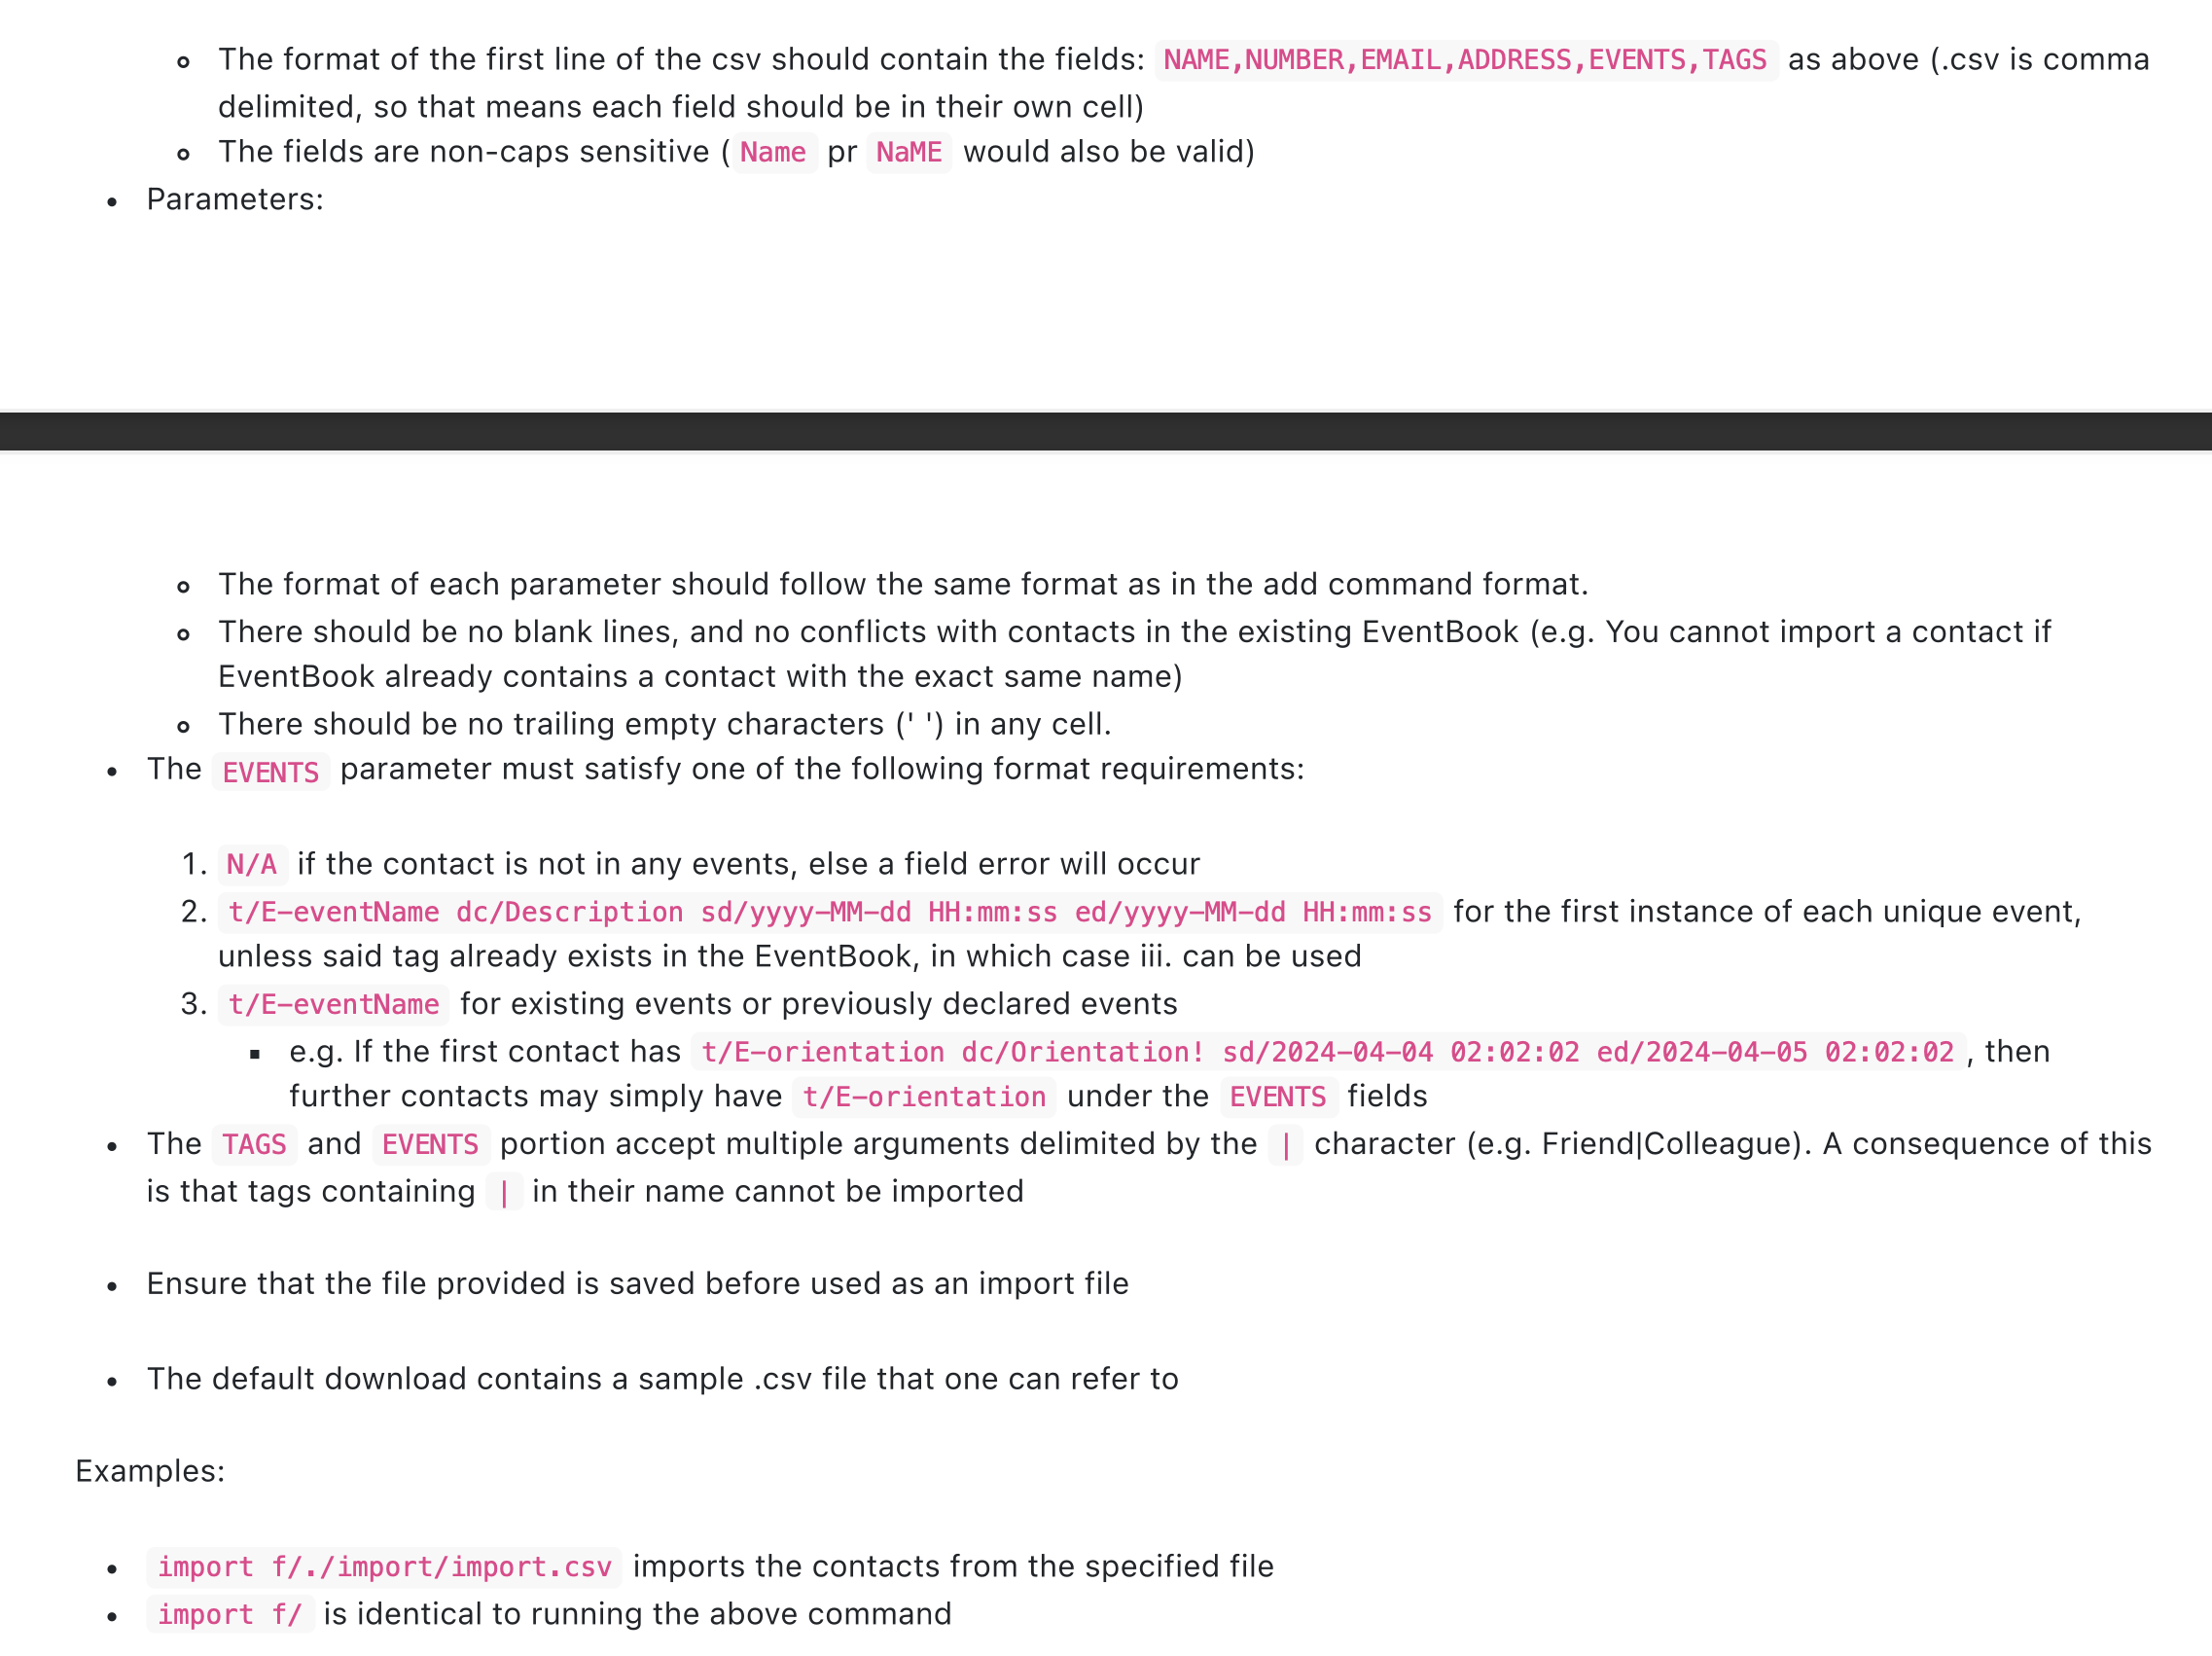 The format of the first line of the csv should contain the fields: NAME,NUMBER,EMAIL,ADDRESS,EVENTS,TAGS as above (.csv is comma
delimited, so that means each field should be in their own cell)
The fields are non-caps sensitive ( Name pr NaME would also be valid)
Parameters:
The format of each parameter should follow the same format as in the add command format.
There should be no blank lines, and no conflicts with contacts in the existing EventBook (e.g. You cannot import a contact if
EventBook already contains a contact with the exact same name)
There should be no trailing empty characters (' ') in any cell.
The EVENTS parameter must satisfy one of the following format requirements:
1. N/A if the contact is not in any events, else a field error will occur
2. t/E-eventName dc/Description sd/yyyy-MM-dd HH:mm:ss ed/yyyy-MM-dd HH:mm:ss for the first instance of each unique event,
unless said tag already exists in the EventBook, in which case iii. can be used
3. t/E-eventName for existing events or previously declared events
e.g. If the first contact has t/E-orientation dc/Orientation! sd/2024-04-04 02:02:02 ed/2024-04-05 02:02:02 , then
further contacts may simply have t/E-orientation under the EVENTS fields
The TAGS and EVENTS portion accept multiple arguments delimited by the | character (e.g. Friend|Colleague). A consequence of this
is that tags containing | in their name cannot be imported
Ensure that the file provided is saved before used as an import file
The default download contains a sample .csv file that one can refer to
Examples:
import f/./import/import.csv imports the contacts from the specified file
import f/ is identical to running the above command